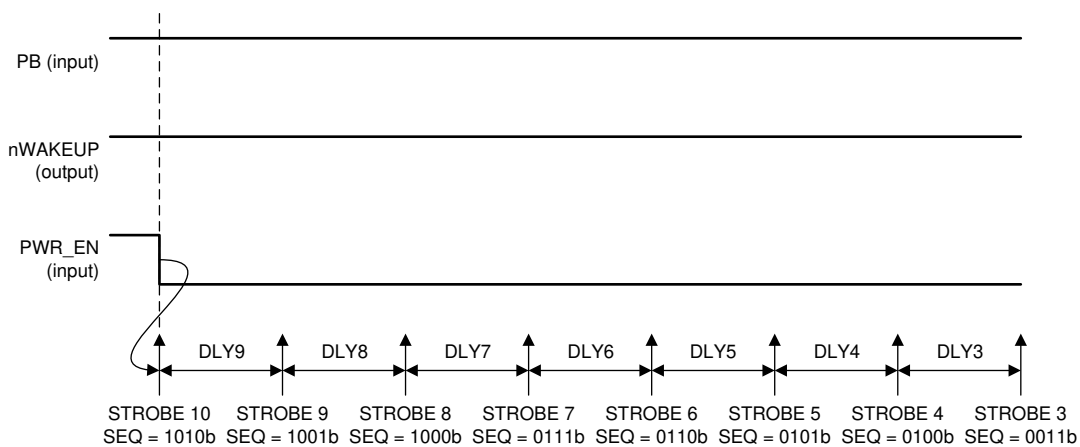 PB (input)
nWAKEUP
(output)
PWR_EN
(input)
DLY9 DLY8 DLY7 DLY6 DLY5 DLY4 DLY3
STROBE 10 STROBE 9 STROBE 8 STROBE 7 STROBE 6 STROBE 5 STROBE 4 STROBE 3
SEQ = 1010b SEQ = 1001b SEQ = 1000b SEQ = 0111b SEQ = 0110b SEQ = 0101b SEQ = 0100b SEQ = 0011b